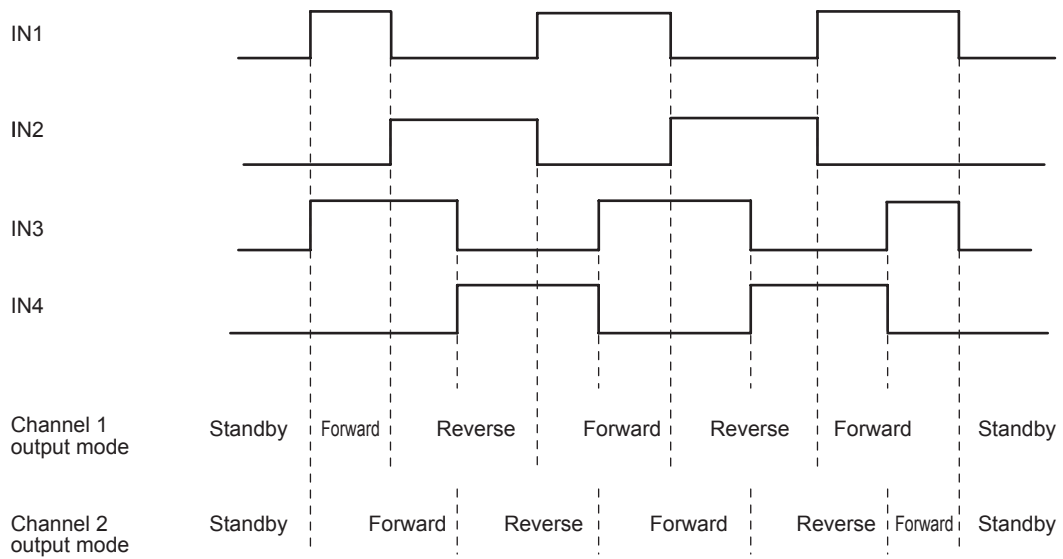 IN1
IN2
IN3
IN4
Channel 1
output mode
Standby Forward Reverse Forward Reverse Forward Standby
Channel 2
output mode
Standby Forward Reverse Forward Reverse Forward Standby